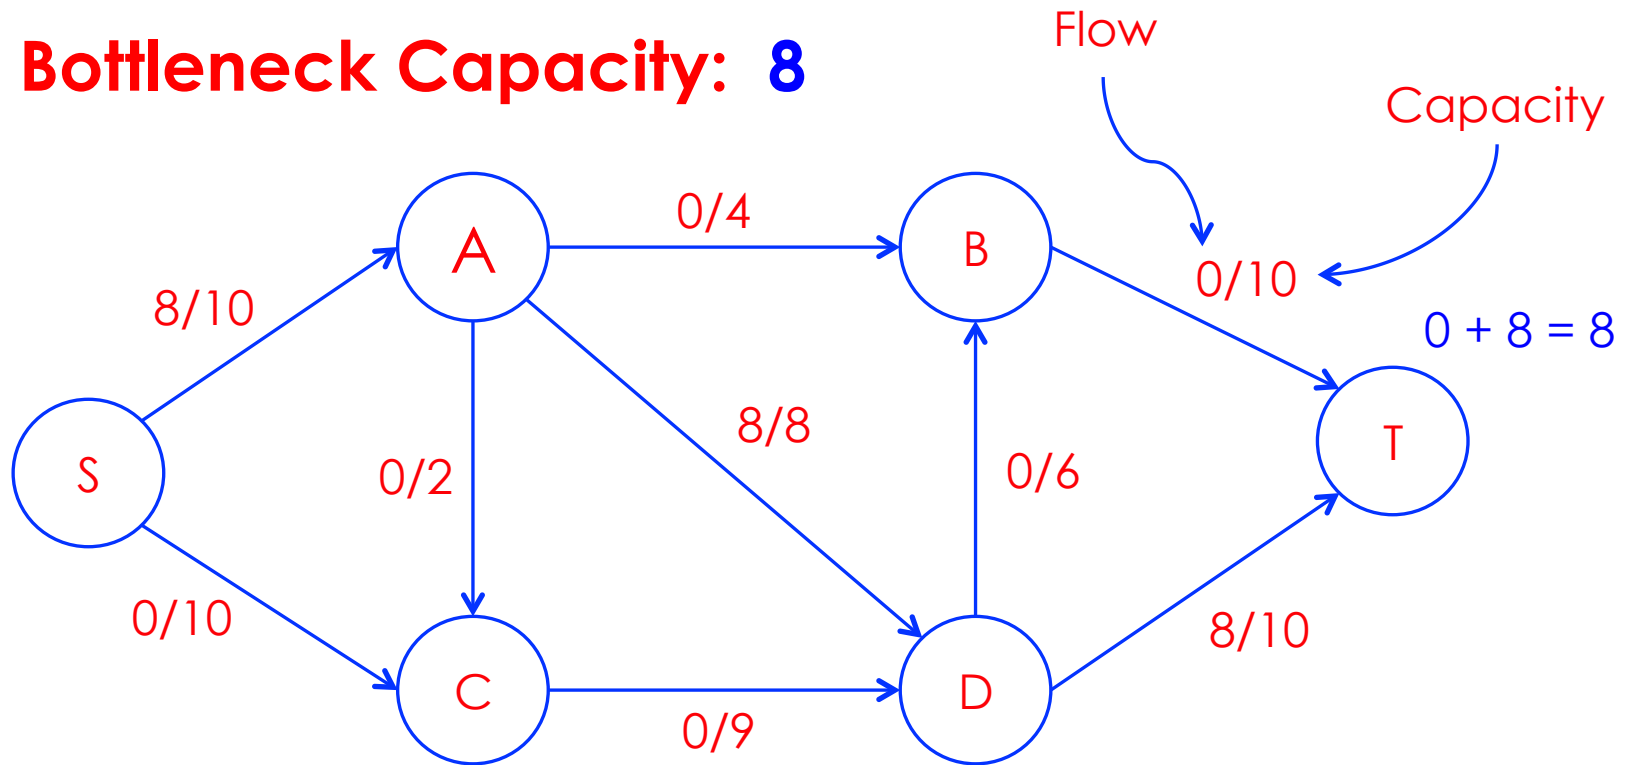 Flow
Bottleneck Capacity: 8
Capacity
0/4
A
B
0/10
8/10
0 + 8 = 8
8/8
T
S
0/2
0/6
0/10
8/10
C
D
0/9